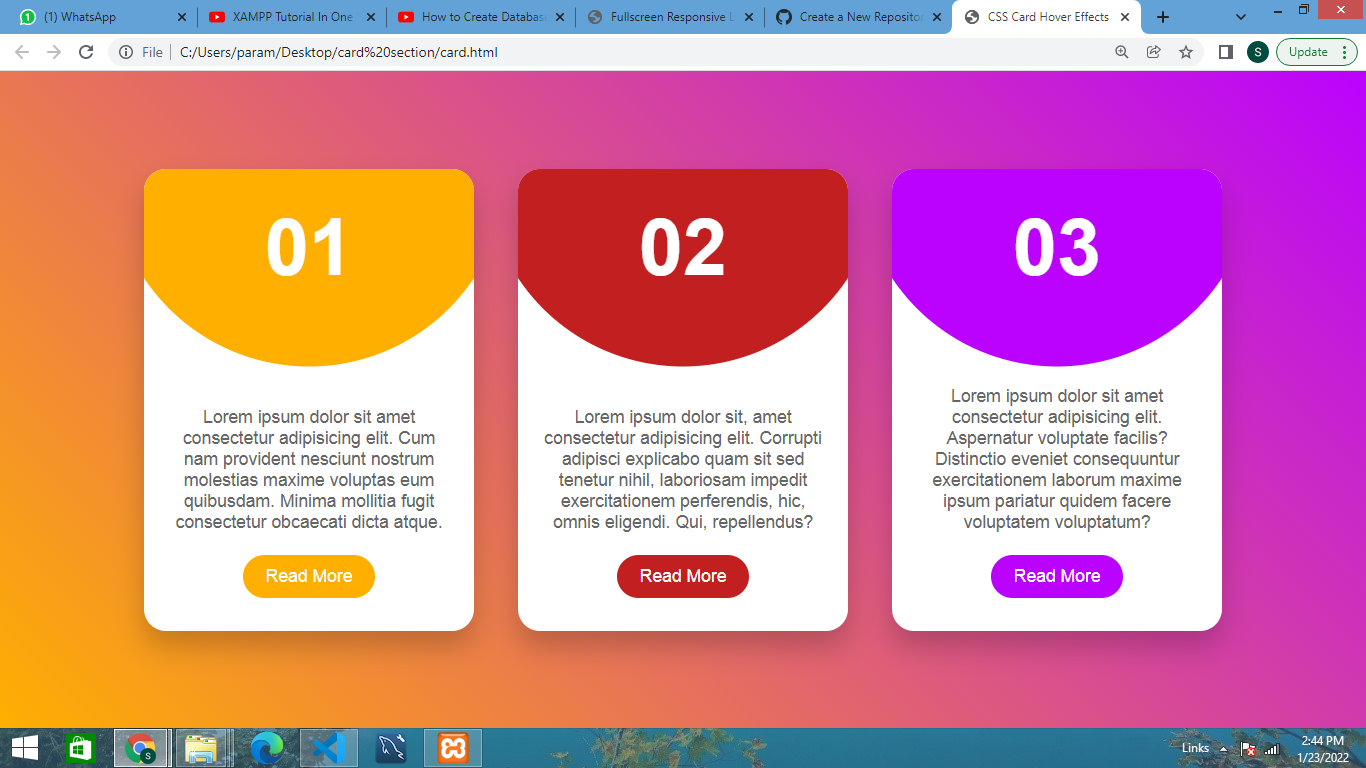 (1) WhatsApp
XAMPP Tutorial In One
How to Create Databas
Fullscreen Responsive L
Create a New Reposito
CSS Card Hover Effects
File
C:/Users/param/Desktop/card%20section/card.html
S
Update
01
Lorem ipsum dolor sit amet
consectetur adipisicing elit. Cum
nam provident nesciunt nostrum
molestias maxime voluptas eum
quibusdam. Minima mollitia fugit
consectetur obcaecati dicta atque.
Read More
02
Lorem ipsum dolor sit, amet
consectetur adipisicing elit. Corrupti
adipisci explicabo quam sit sed
tenetur nihil, laboriosam impedit
exercitationem perferendis, hic,
omnis eligendi. Qui, repellendus?
Read More
03
Lorem ipsum dolor sit amet
consectetur adipisicing elit.
Aspernatur voluptate facilis?
Distinctio eveniet consequuntur
exercitationem laborum maxime
ipsum pariatur quidem facere
voluptatem voluptatum?
Read More
S
Links
2:44 PM
1/23/2022